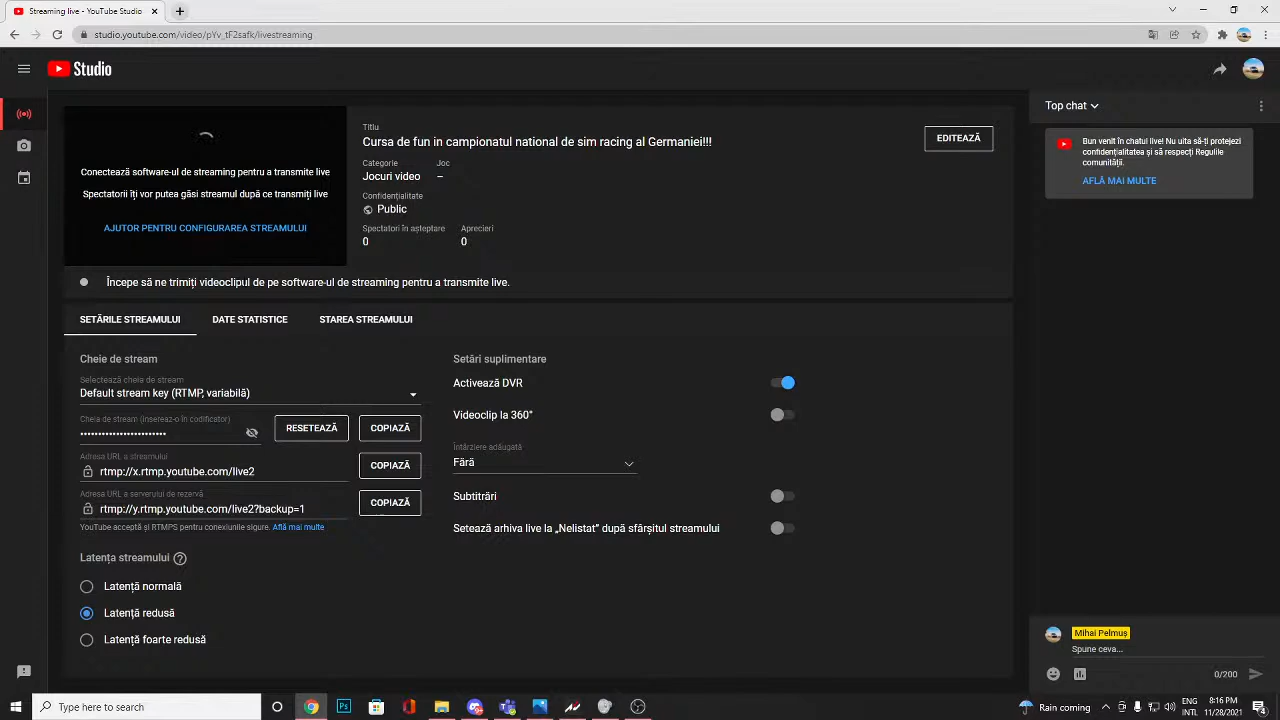 Streaming live - YouTube Studio
studio.youtube.com/video/pYv_tF2safk/livestreaming
Studio
Conectează software-ul de streaming pentru a transmite live
Spectatorii îți vor putea găsi streamul după ce transmiți live
AJUTOR PENTRU CONFIGURAREA STREAMULUI
Titlu
Cursa de fun in campionatul national de sim racing al Germaniei!!!
Categorie Joc
Jocuri video –
Confidențialitate
Public
Spectatori în așteptare Aprecieri
0 0
EDITEAZĂ
Începe să ne trimiți videoclipul de pe software-ul de streaming pentru a transmite live.
SETĂRILE STREAMULUI DATE STATISTICE STAREA STREAMULUI
Cheie de stream
Selectează cheia de stream
Default stream key (RTMP, variabilă)
Cheia de stream (inserează-o în codificator)
••••••••••••••••••••••••
RESETEAZĂ COPIAZĂ
Adresa URL a streamului
rtmp://x.rtmp.youtube.com/live2
COPIAZĂ
Adresa URL a serverului de rezervă
rtmp://y.rtmp.youtube.com/live2?backup=1
COPIAZĂ
YouTube acceptă și RTMPS pentru conexiunile sigure. Află mai multe
Latența streamului
Latență normală
Latență redusă
Latență foarte redusă
Setări suplimentare
Activează DVR
Videoclip la 360°
Întârziere adăugată
Fără
Subtitrări
Setează arhiva live la „Nelistat” după sfârșitul streamului
Top chat
Bun venit în chatul live! Nu uita să-ți protejezi
confidențialitatea și să respecți Regulile
comunității.
AFLĂ MAI MULTE
Mihai Pelmuș
Spune ceva...
0/200
Type here to search
Ps
Rain coming
ENG
INTL
8:16 PM
11/28/2021